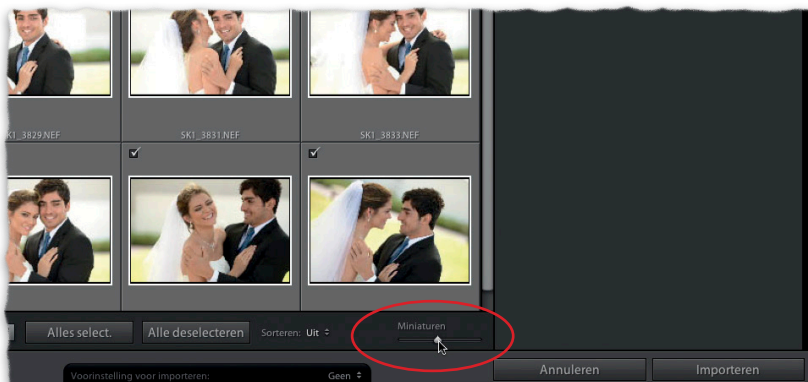 SK1_3829.NEF SK1_3831.NEF SK1_3833.NEF
Miniaturen
Alles select. Alle deselecteren Sorteren: Uit
Annuleren Importeren
Voorinstelling voor importeren: Geen